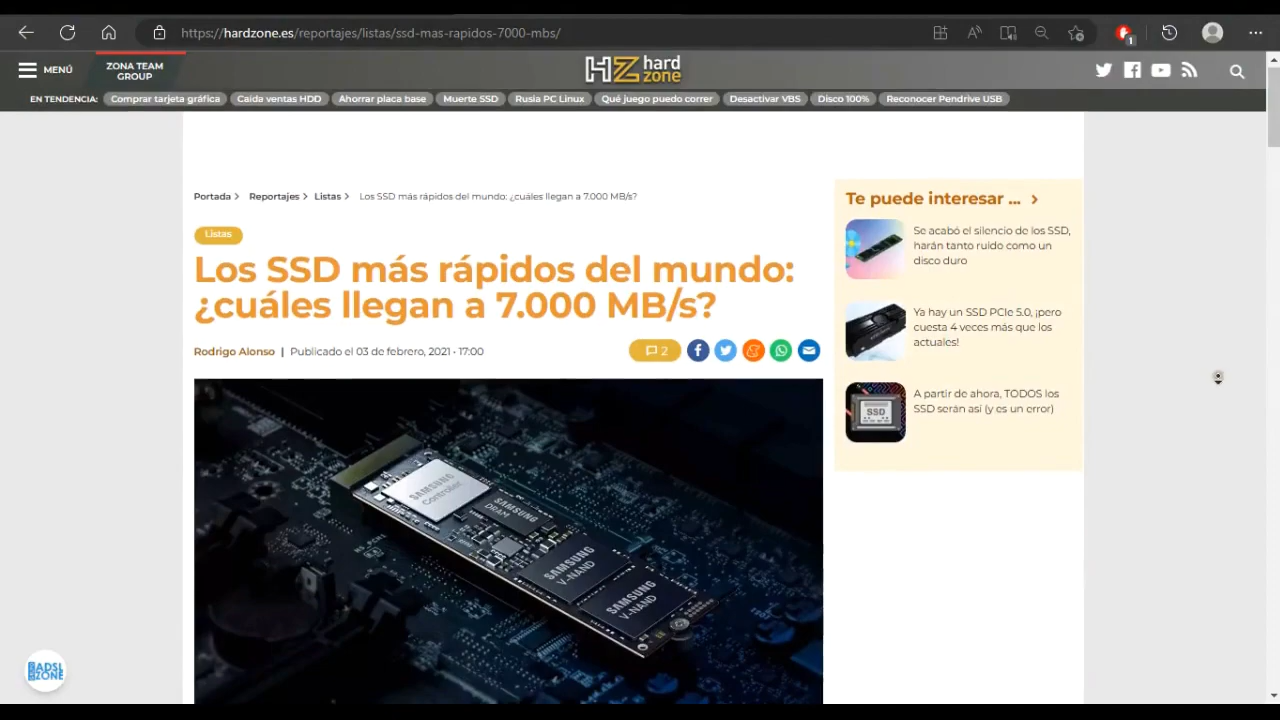 https://hardzone.es/reportajes/listas/ssd-mas-rapidos-7000-mbs/
1
MENÚ
ZONA TEAM
GROUP
HZ hard
zone
EN TENDENCIA:
Comprar tarjeta gráfica
Caída ventas HDD
Ahorrar placa base
Muerte SSD
Rusia PC Linux
Qué juego puedo correr
Desactivar VBS
Disco 100%
Reconocer Pendrive USB
Portada
Reportajes
Listas
Los SSD más rápidos del mundo: ¿cuáles llegan a 7.000 MB/s?
Listas
Los SSD más rápidos del mundo:
¿cuáles llegan a 7.000 MB/s?
Rodrigo Alonso | Publicado el 03 de febrero, 2021 · 17:00
2
SAMSUNG
Controller
SAMSUNG
DRAM
SAMSUNG
V-NAND
SAMSUNG
V-NAND
Te puede interesar ...
Se acabó el silencio de los SSD,
harán tanto ruido como un
disco duro
Ya hay un SSD PCIe 5.0, ¡pero
cuesta 4 veces más que los
actuales!
SSD
A partir de ahora, TODOS los
SSD serán así (y es un error)
ADSL
ZONE